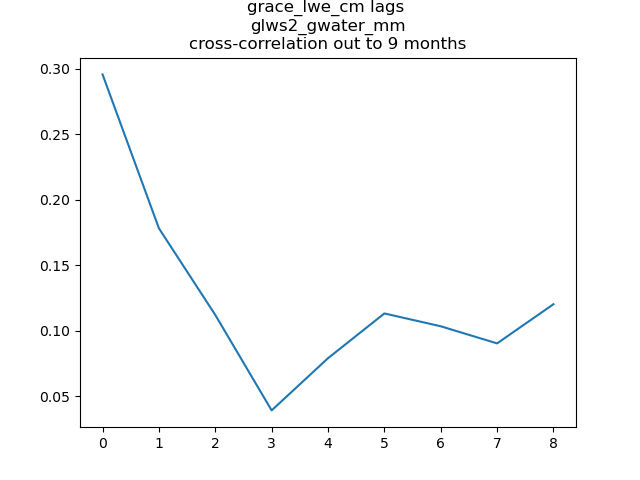 grace_lwe_cm lags
glws2_gwater_mm
cross-correlation out to 9 months
0.30
0.25
0.20
0.15
0.10
0.05
0 1 2 3 4 5 6 7 8